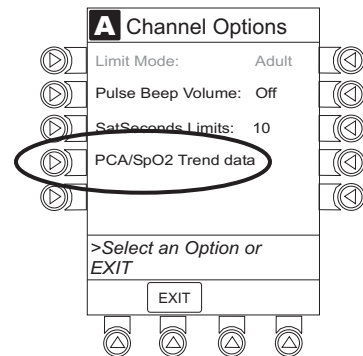 A Channel Options
Limit Mode: Adult
Pulse Beep Volume: Off
SatSeconds Limits: 10
PCA/SpO2 Trend data
>Select an Option or
EXIT
EXIT